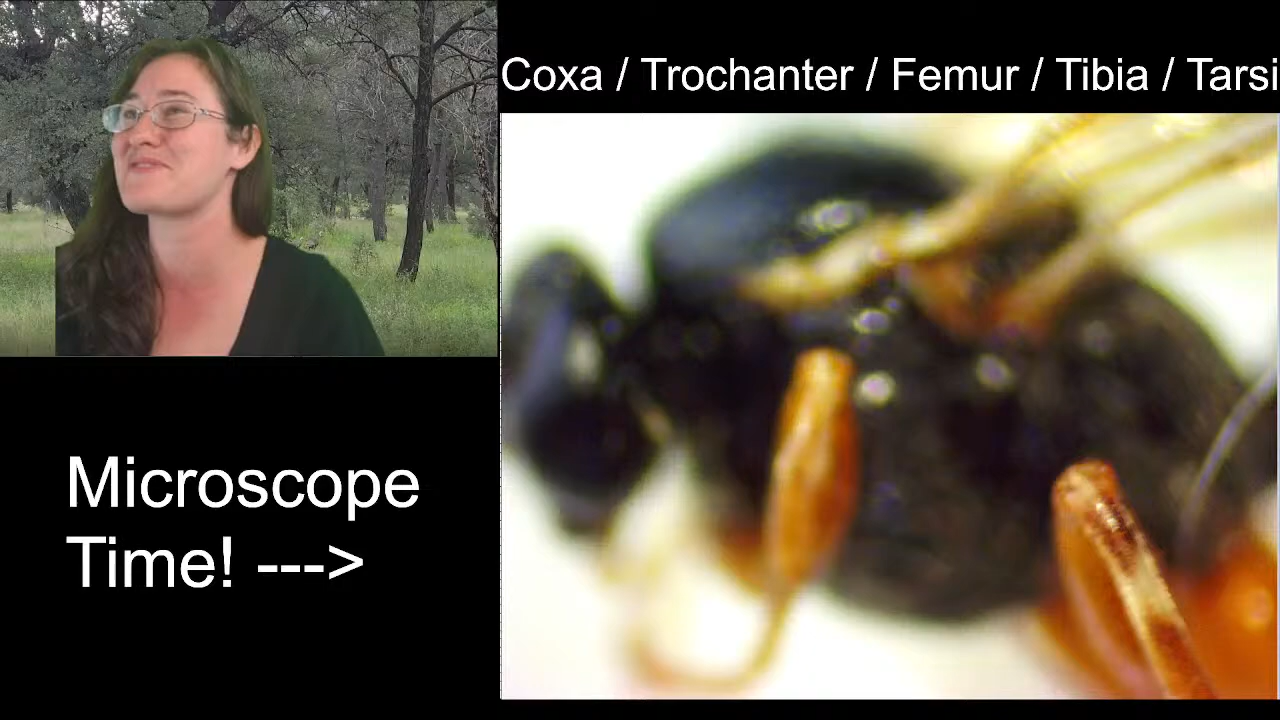 Coxa / Trochanter / Femur / Tibia / Tarsi
Microscope
Time! --->